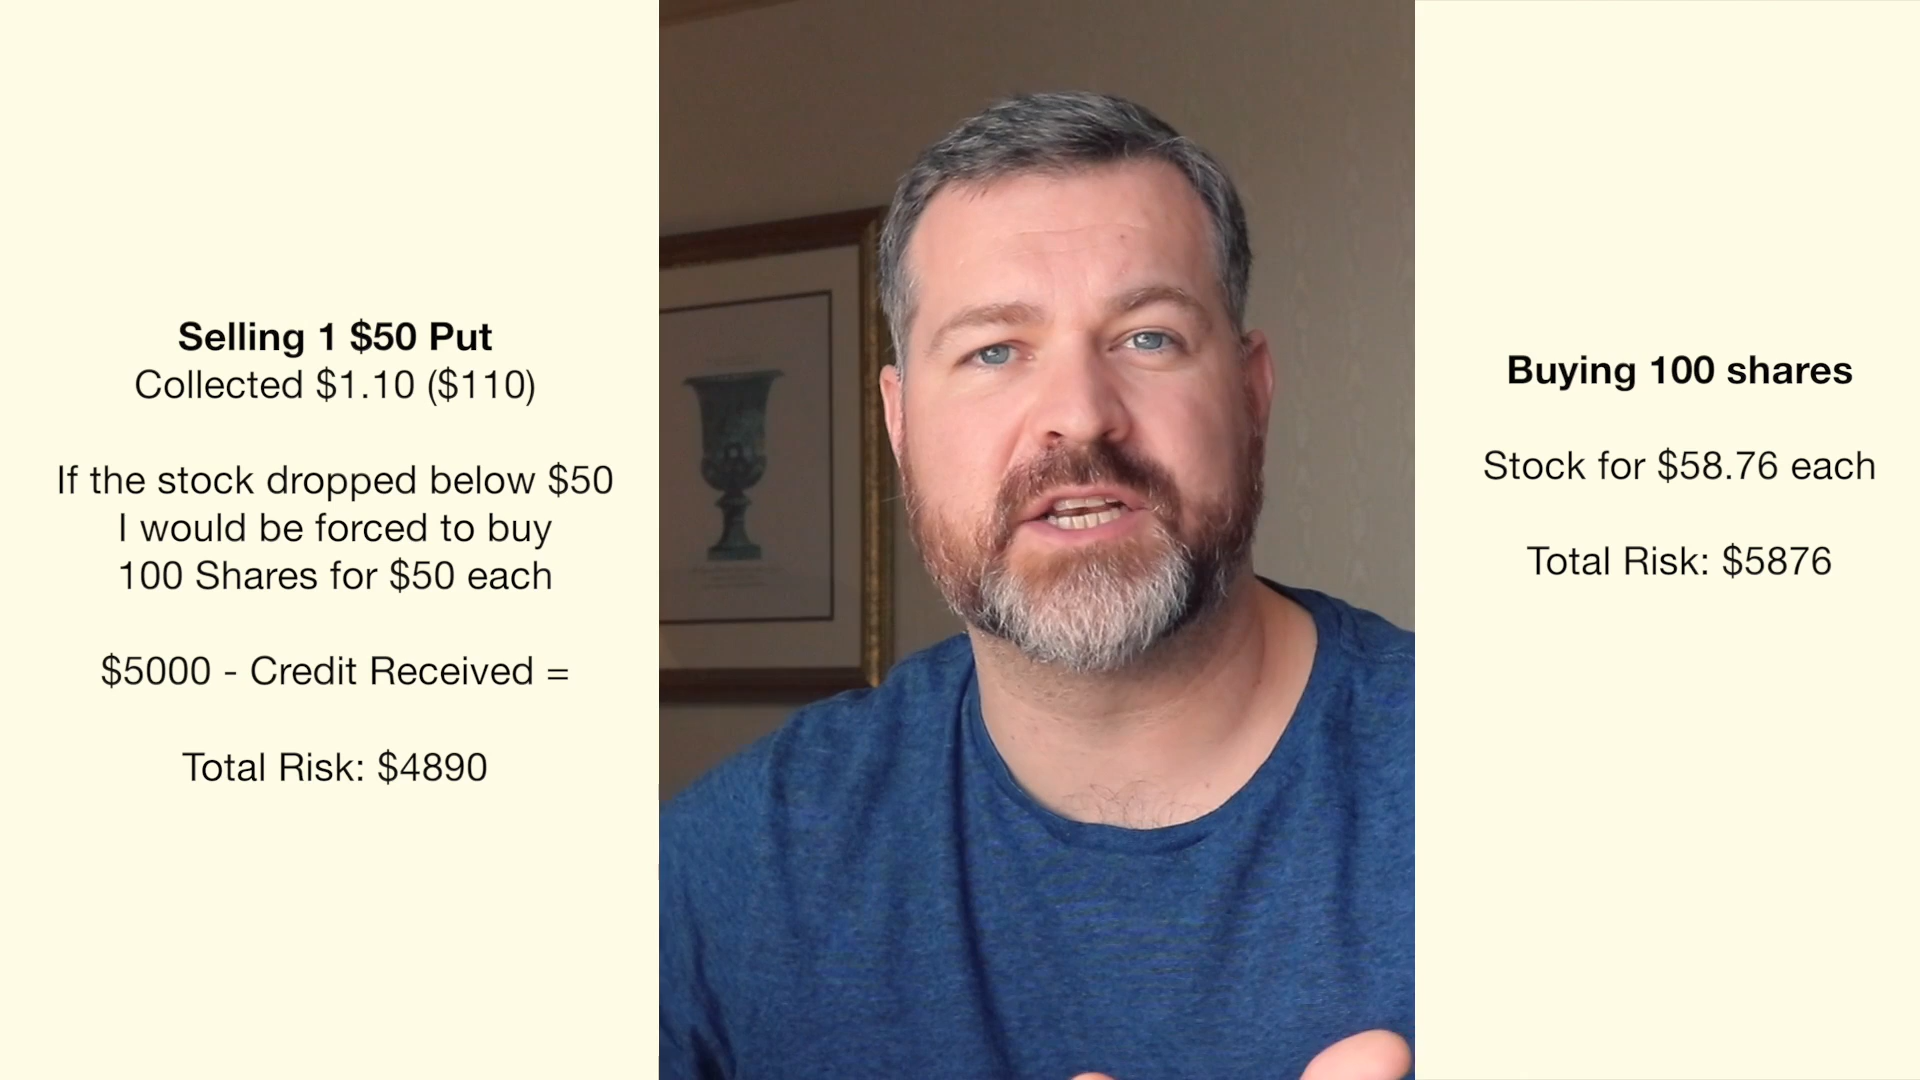 Selling 1 $50 Put
Collected $1.10 ($110)
If the stock dropped below $50
I would be forced to buy
100 Shares for $50 each
$5000 - Credit Received =
Total Risk: $4890
Buying 100 shares
Stock for $58.76 each
Total Risk: $5876